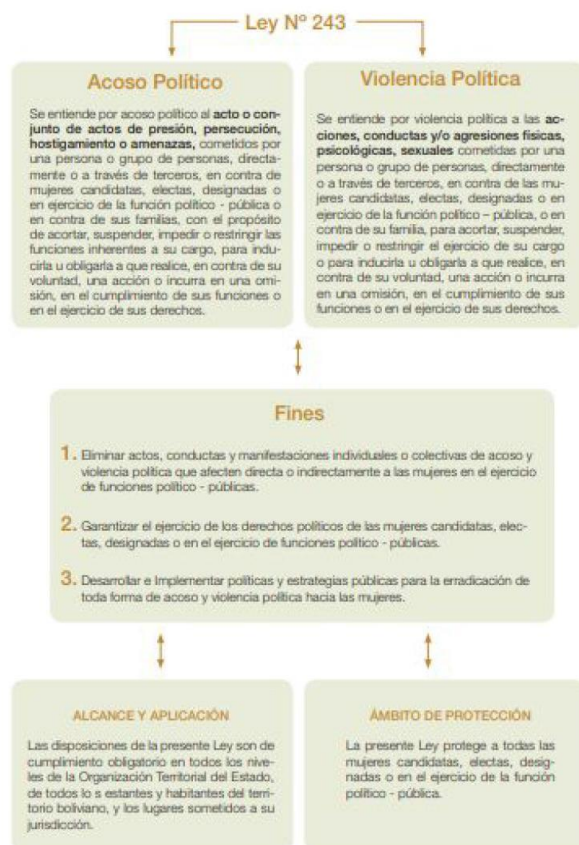 Ley Nº 243
Acoso Político
Se entiende por acoso político al acto o con-
junto de actos de presión, persecución,
hostigamiento o amenazas, cometidos por
una persona o grupo de personas, directa-
mente o a través de terceros, en contra de
mujeres candidatas, electas, designadas o
en ejercicio de la función político - pública o
en contra de sus familias, con el propósito
de acortar, suspender, impedir o restringir las
funciones inherentes a su cargo, para indu-
cirla u obligarla a que realice, en contra de su
voluntad, una acción o incurra en una omi-
sión, en el cumplimiento de sus funciones o
en el ejercicio de sus derechos.
Violencia Política
Se entiende por violencia política a las ac-
ciones, conductas y/o agresiones físicas,
psicológicas, sexuales cometidas por una
persona o grupo de personas, directamente
o a través de terceros, en contra de las mu-
jeres candidatas, electas, designadas o en
ejercicio de la función político – pública, o en
contra de su familia, para acortar, suspender,
impedir o restringir el ejercicio de su cargo
o para inducirla u obligarla a que realice, en
contra de su voluntad, una acción o incurra
en una omisión, en el cumplimiento de sus
funciones o en el ejercicio de sus derechos.
Fines
1. Eliminar actos, conductas y manifestaciones individuales o colectivas de acoso y
violencia política que afecten directa o indirectamente a las mujeres en el ejercicio
de funciones político - públicas.
2. Garantizar el ejercicio de los derechos políticos de las mujeres candidatas, elec-
tas, designadas o en el ejercicio de funciones político - públicas.
3. Desarrollar e Implementar políticas y estrategias públicas para la erradicación de
toda forma de acoso y violencia política hacia las mujeres.
ALCANCE Y APLICACIÓN
Las disposiciones de la presente Ley son de
cumplimiento obligatorio en todos los nive-
les de la Organización Territorial del Estado,
de todos lo s estantes y habitantes del terri-
torio boliviano, y los lugares sometidos a su
jurisdicción.
ÁMBITO DE PROTECCIÓN
La presente Ley protege a todas las
mujeres candidatas, electas, desig-
nadas o en el ejercicio de la función
político - pública.